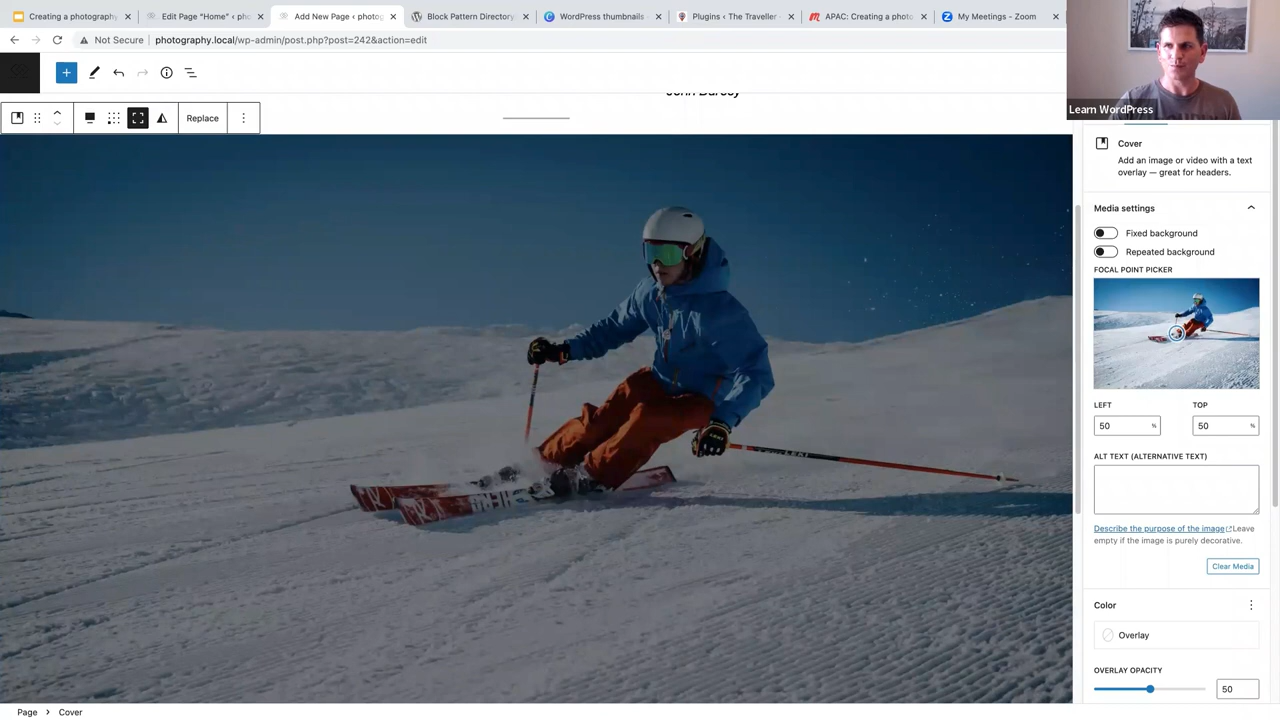 Creating a photography
Edit Page "Home" ‹ pho
Add New Page ‹ photog
Block Pattern Directory
WordPress thumbnails -
Plugins ‹ The Traveller -
APAC: Creating a photo
My Meetings - Zoom
Not Secure
photography.local/wp-admin/post.php?post=242&action=edit
Replace
Learn WordPress
Cover
Add an image or video with a text
overlay — great for headers.
Media settings
Fixed background
Repeated background
FOCAL POINT PICKER
LEFT
TOP
50 %
50 %
ALT TEXT (ALTERNATIVE TEXT)
Describe the purpose of the image Leave
empty if the image is purely decorative.
Clear Media
Color
Overlay
OVERLAY OPACITY
50
Page › Cover